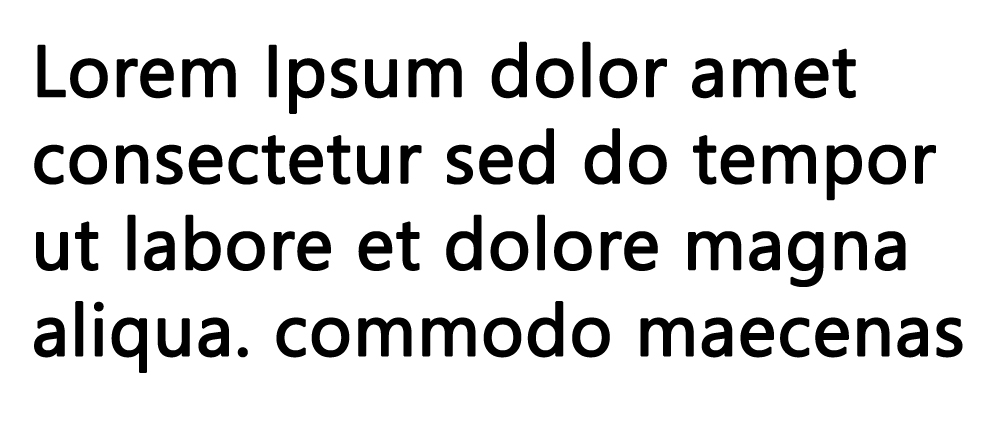 Lorem Ipsum dolor amet
consectetur sed do tempor
ut labore et dolore magna
aliqua. commodo maecenas